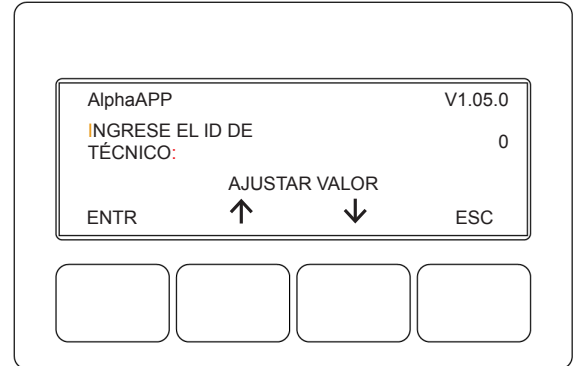 AlphaAPP V1.05.0
INGRESE EL ID DE
TÉCNICO: 0
AJUSTAR VALOR
ENTR ↑ ↓ ESC